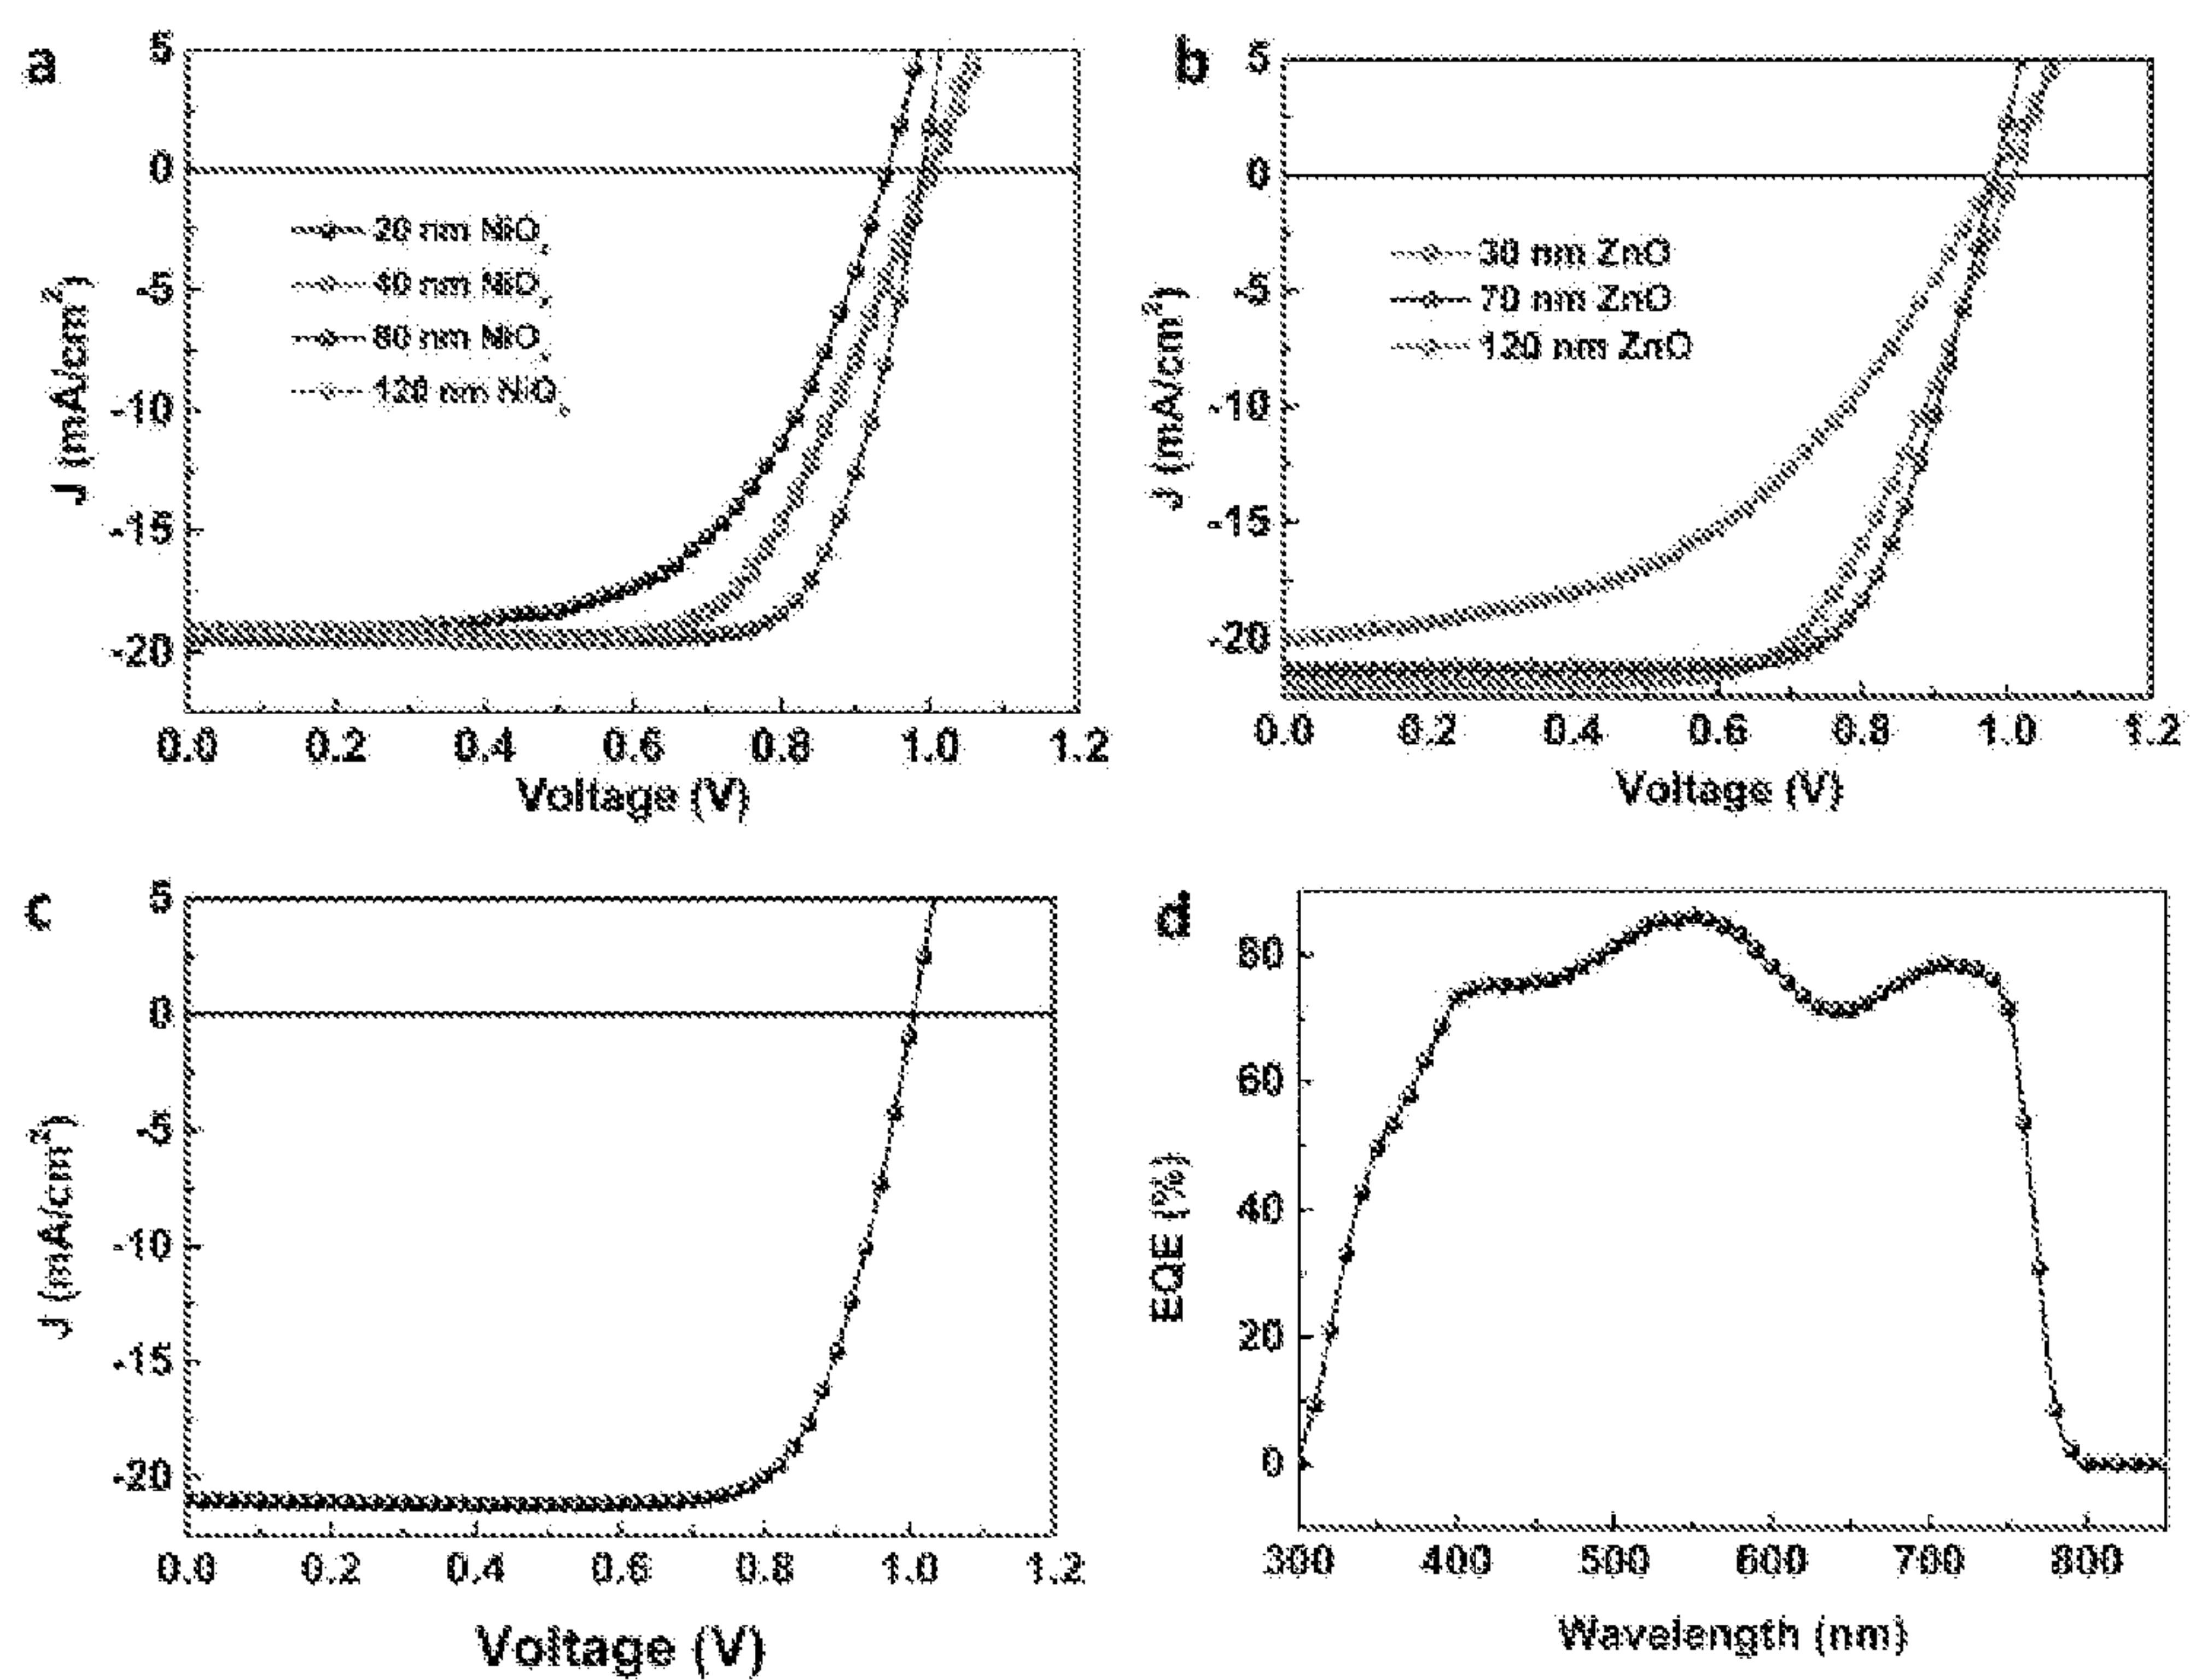 a
5
0
-5
-10
-15
-20
J (mA/cm²)
20 nm NiOx
40 nm NiOx
80 nm NiOx
120 nm NiOx
0.0 0.2 0.4 0.6 0.8 1.0 1.2
Voltage (V)
b
5
0
-5
-10
-15
-20
J (mA/cm²)
30 nm ZnO
70 nm ZnO
120 nm ZnO
0.0 0.2 0.4 0.6 0.8 1.0 1.2
Voltage (V)
c
5
0
-5
-10
-15
-20
J (mA/cm²)
0.0 0.2 0.4 0.6 0.8 1.0 1.2
Voltage (V)
d
80
60
40
20
0
EQE (%)
300 400 500 600 700 800
Wavelength (nm)